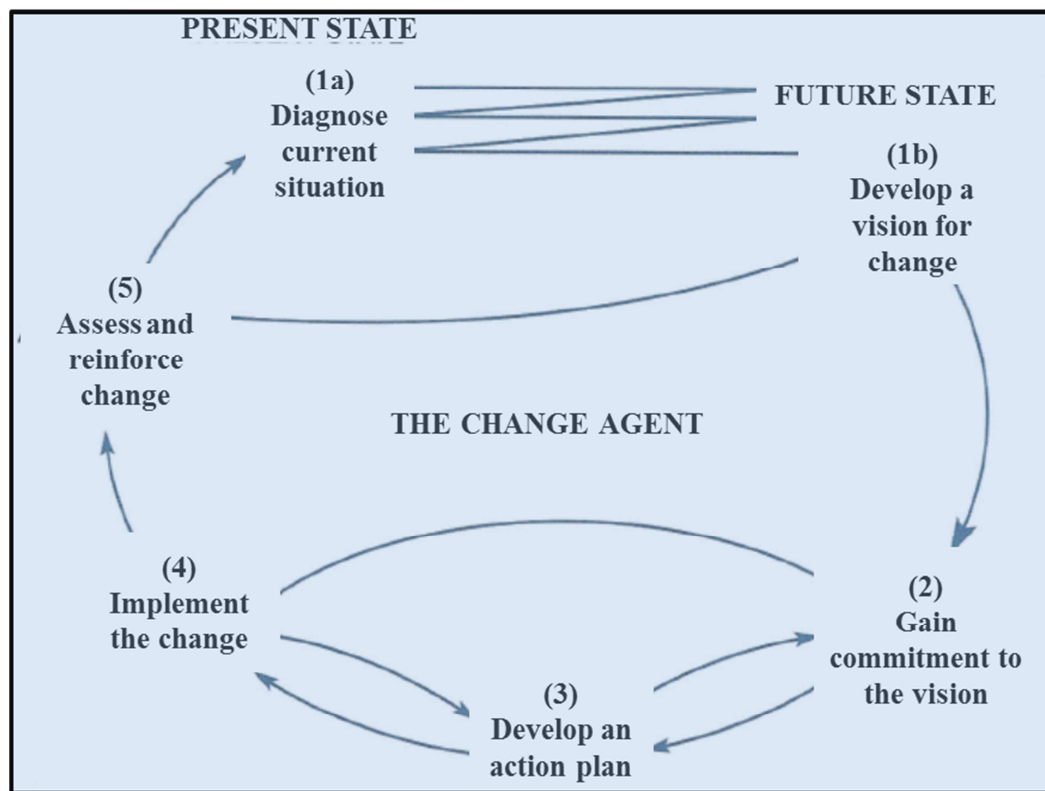 PRESENT STATE
(1a)
Diagnose
current
situation
FUTURE STATE
(1b)
Develop a
vision for
change
(5)
Assess and
reinforce
change
THE CHANGE AGENT
(4)
Implement
the change
(2)
Gain
commitment to
the vision
(3)
Develop an
action plan